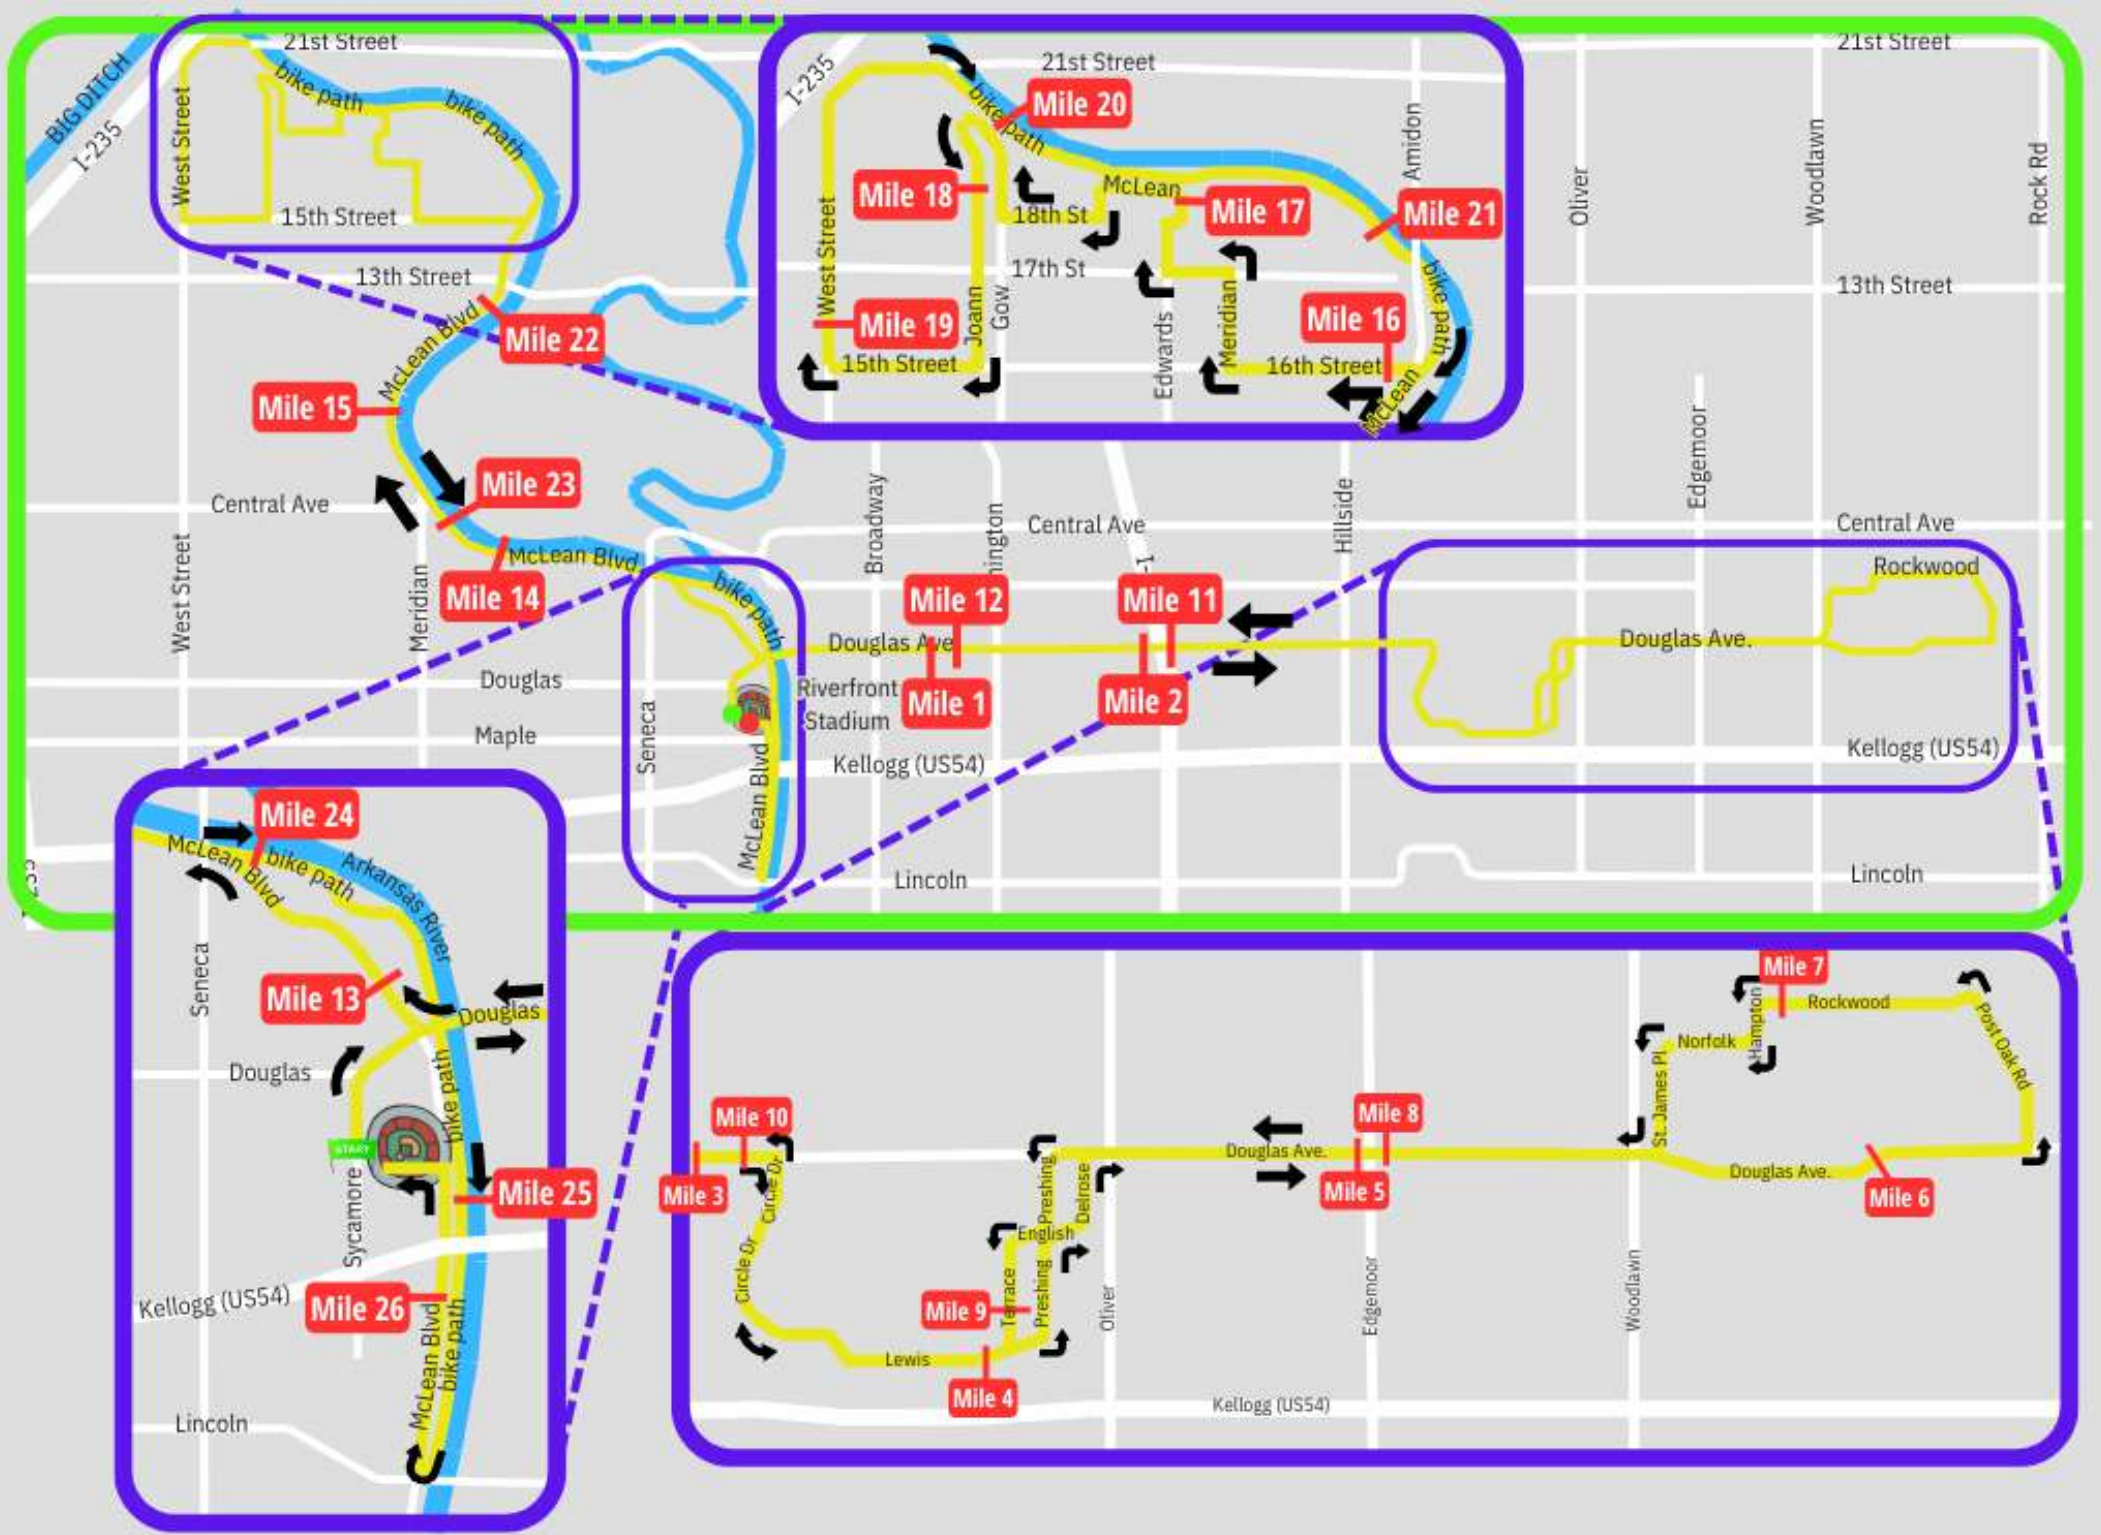 21st Street
BIG DITCH
I-235
West Street
bike path
bike path
15th Street
13th Street
McLean Blvd
Mile 22
Mile 15
Mile 23
Central Ave
Mile 14
McLean Blvd
West Street
Meridian
Douglas
Maple
Seneca
bike path
Riverfront
Stadium
McLean Blvd
Kellogg (US54)
Lincoln
Douglas Ave
Broadway
Central Ave
Mile 12
Mile 1
Mile 11
Mile 2
Hillside
Oliver
Edgemoor
Woodlawn
Rock Rd
21st Street
13th Street
Central Ave
Rockwood
Douglas Ave.
Kellogg (US54)
Lincoln
I-235
21st Street
Mile 20
bike path
Mile 18
McLean
Mile 17
18th St
Amidon
Mile 21
West Street
17th St
Joann
Gow
Mile 19
15th Street
Edwards
Meridian
Mile 16
16th Street
bike path
McLean
Mile 24
McLean Blvd
bike path
Arkansas River
Seneca
Mile 13
Douglas
Douglas
bike path
START
Sycamore
Mile 25
Kellogg (US54)
Mile 26
McLean Blvd
bike path
Lincoln
Mile 7
Hampton
Rockwood
Post Oak Rd
Norfolk
St. James Pl
Mile 10
Mile 3
Circle Dr
Circle Dr
Preshing
Delrose
English
Terrace
Preshing
Mile 9
Lewis
Mile 4
Oliver
Douglas Ave.
Mile 8
Mile 5
Edgemoor
Woodlawn
Douglas Ave.
Mile 6
Kellogg (US54)